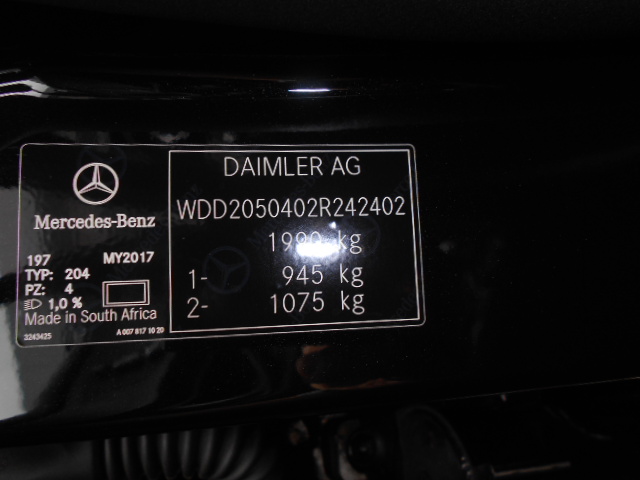 Mercedes-Benz
197 MY2017
TYP: 204
PZ: 4
1,0 %
Made in South Africa
3243425 A 007 817 10 20
DAIMLER AG
WDD2050402R242402
kg
1- 945 kg
2- 1075 kg